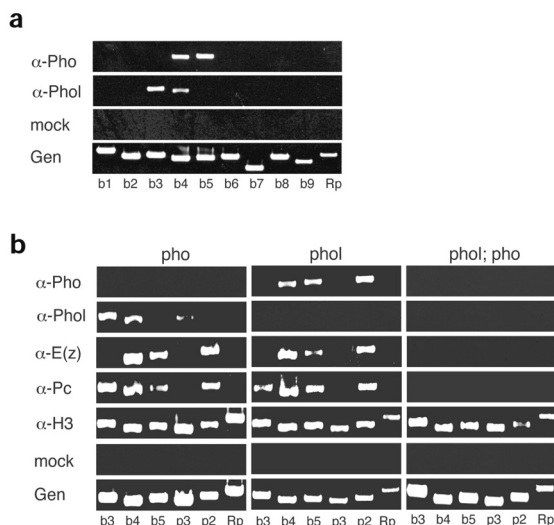 a
α-Pho
α-Phol
mock
Gen
b1 b2 b3 b4 b5 b6 b7 b8 b9 Rp
b
pho phol phol; pho
α-Pho
α-Phol
α-E(z)
α-Pc
α-H3
mock
Gen
b3 b4 b5 p3 p2 Rp b3 b4 b5 p3 p2 Rp b3 b4 b5 p3 p2 Rp